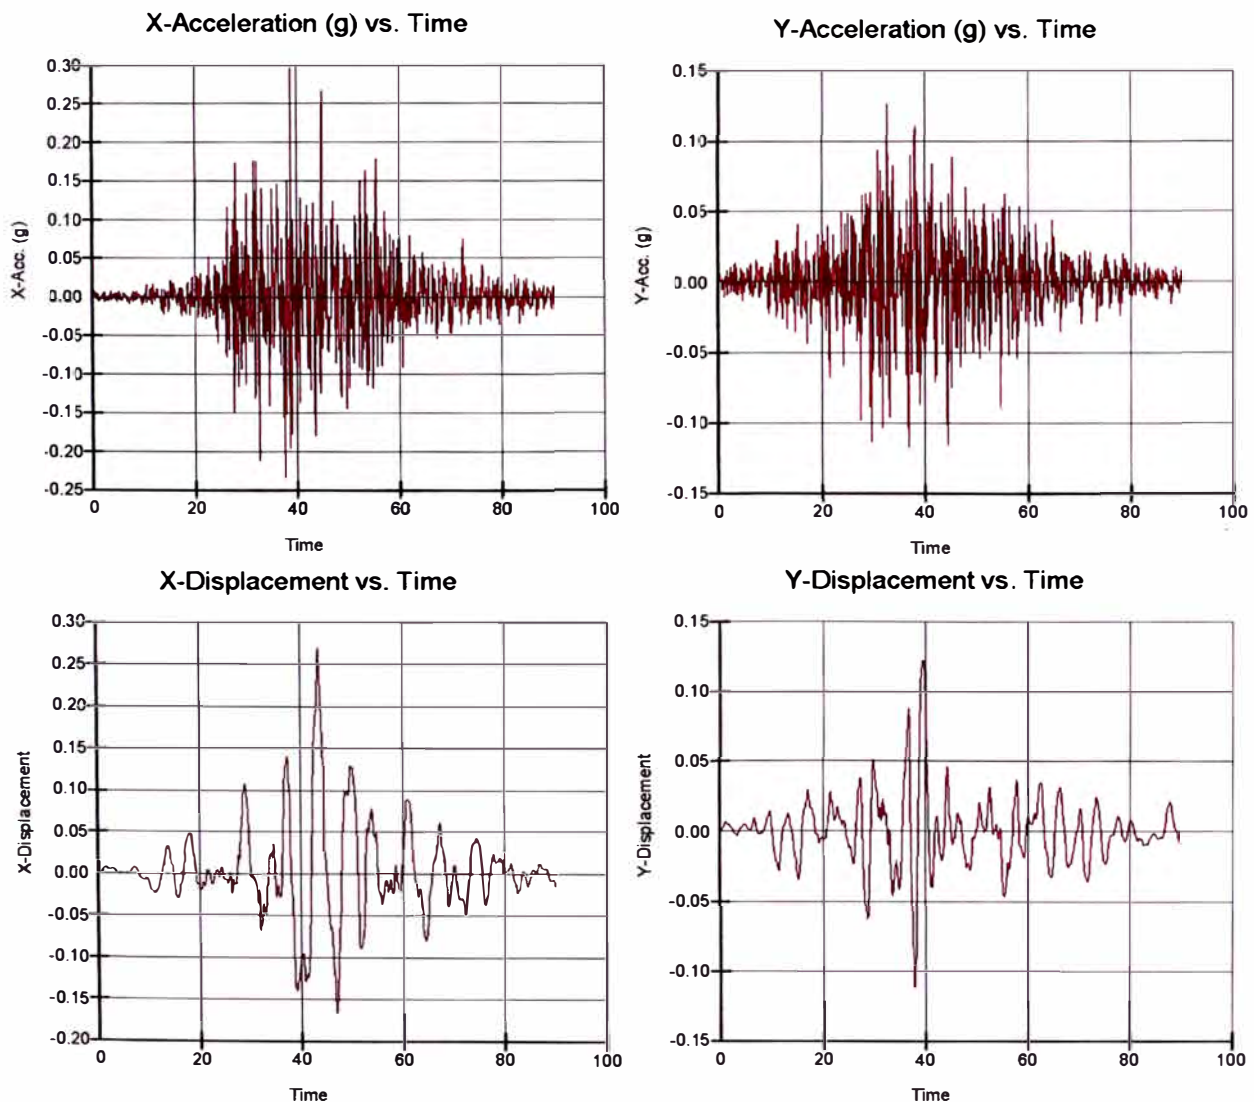 X-Acceleration (g) vs. Time
0.30
0.25
0.20
0.15
0.10
0.05
0.00
-0.05
-0.10
-0.15
-0.20
-0.25
X-Acc. (g)
0 20 40 60 80 100
Time
Y-Acceleration (g) vs. Time
0.15
0.10
0.05
0.00
-0.05
-0.10
-0.15
Y-Acc. (g)
0 20 40 60 80 100
Time
X-Displacement vs. Time
0.30
0.25
0.20
0.15
0.10
0.05
0.00
-0.05
-0.10
-0.15
-0.20
X-Displacement
0 20 40 60 80 100
Time
Y-Displacement vs. Time
0.15
0.10
0.05
0.00
-0.05
-0.10
-0.15
Y-Displacement
0 20 40 60 80 100
Time